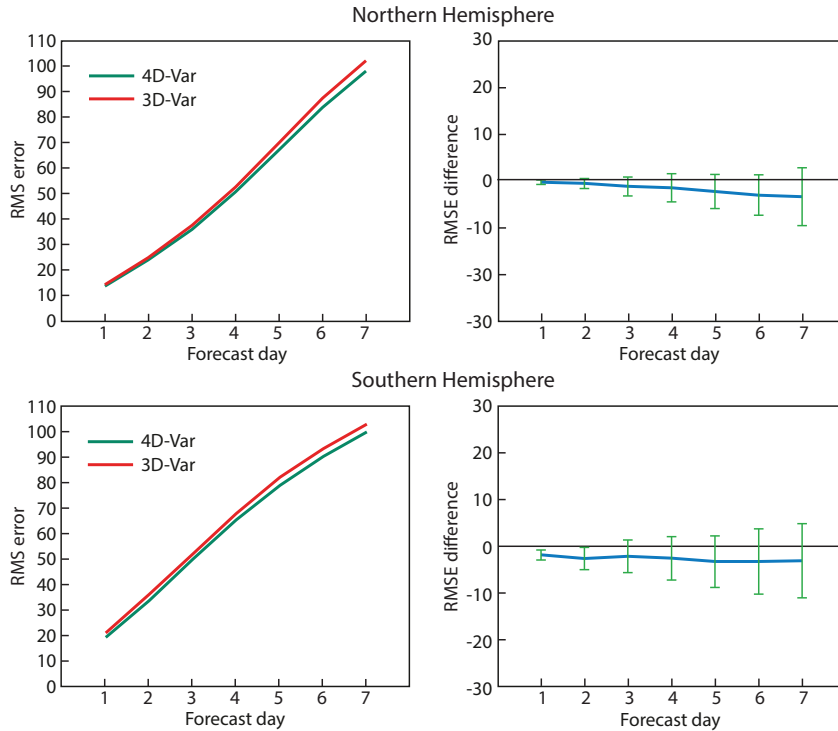 Northern Hemisphere
110
100
90
80
70
60
50
40
30
20
10
0
RMS error
4D-Var
3D-Var
1 2 3 4 5 6 7
Forecast day
30
20
10
0
-10
-30
-30
RMSE difference
1 2 3 4 5 6 7
Forecast day
Southern Hemisphere
110
100
90
80
70
60
50
40
30
20
10
0
RMS error
4D-Var
3D-Var
1 2 3 4 5 6 7
Forecast day
30
20
10
0
-10
-20
-30
RMSE difference
1 2 3 4 5 6 7
Forecast day